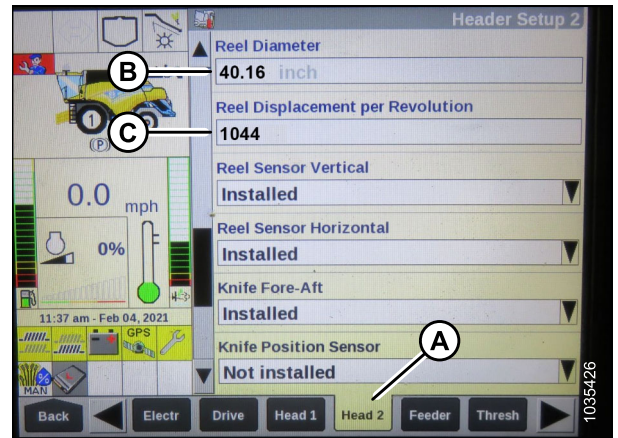 Header Setup 2
Reel Diameter
B
40.16 inch
Reel Displacement per Revolution
C
1044
1
(P)
Reel Sensor Vertical
Installed
0.0 mph
Reel Sensor Horizontal
Installed
0%
Knife Fore-Aft
Installed
11:37 am - Feb 04, 2021
GPS
Knife Position Sensor
A
Not installed
%
MAN
Back
Electr
Drive
Head 1
Head 2
Feeder
Thresh
1035426